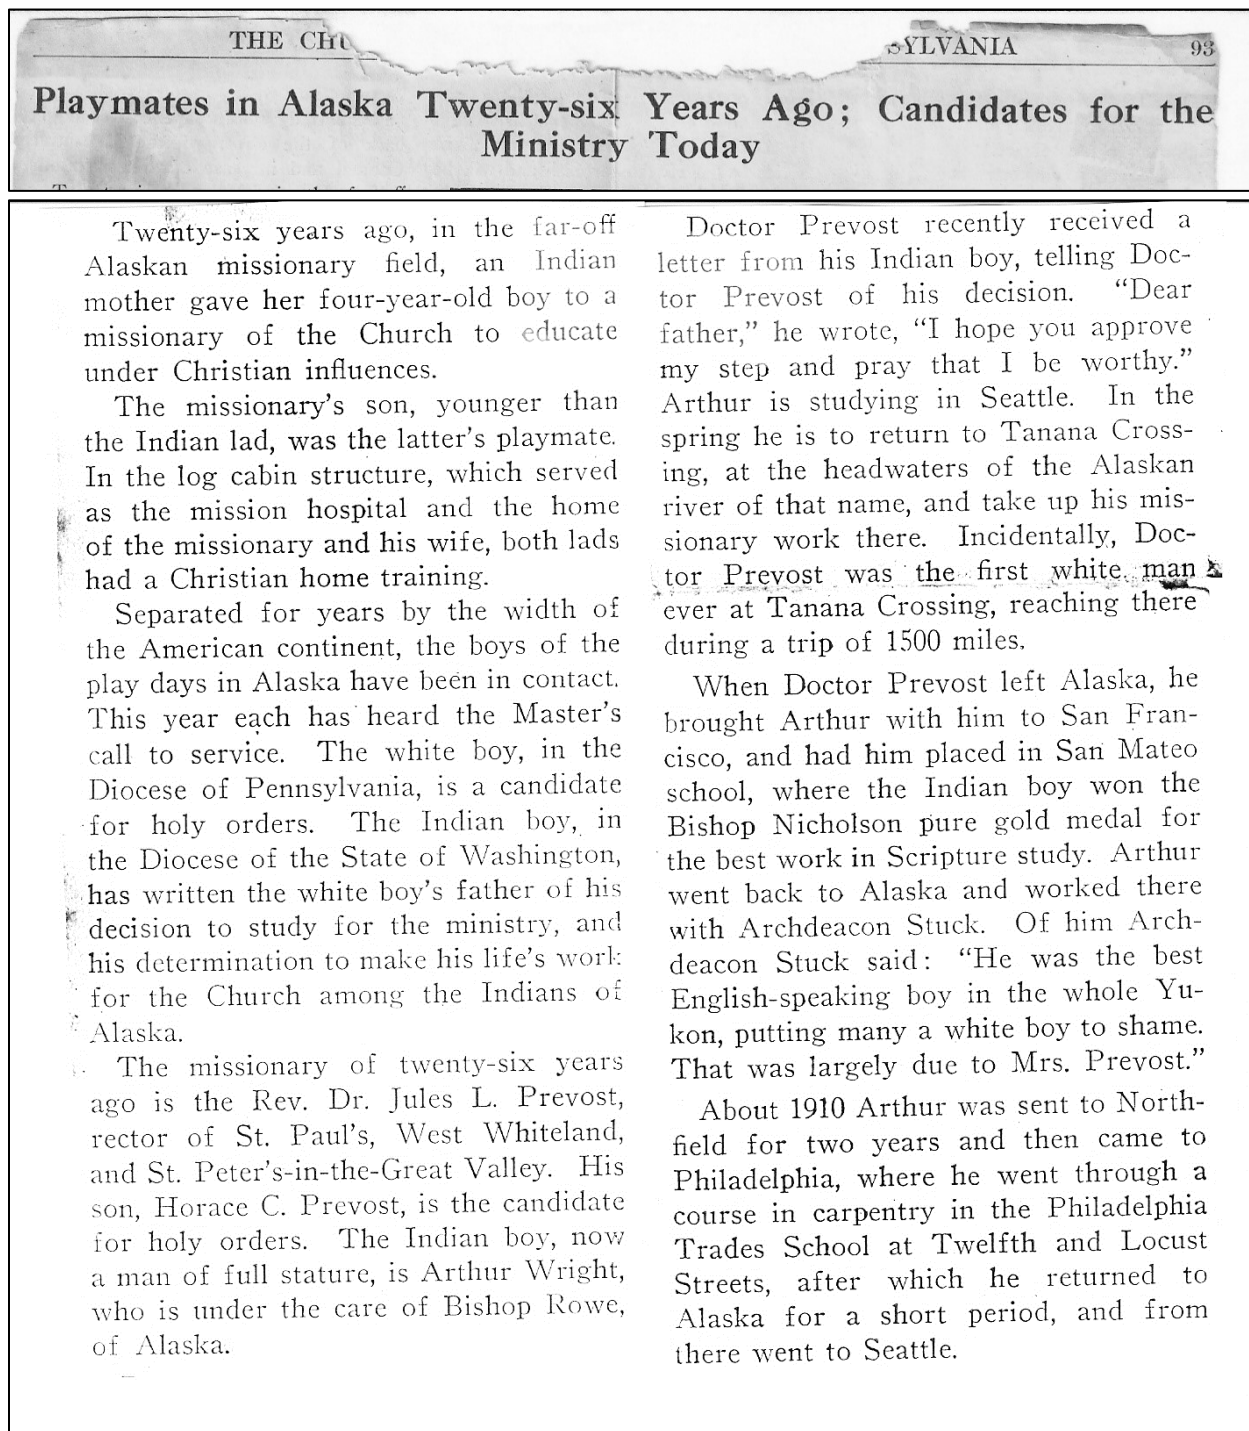 THE CHU
SYLVANIA
93
Playmates in Alaska Twenty-six Years Ago; Candidates for the
Ministry Today
Twenty-six years ago, in the far-off
Alaskan missionary field, an Indian
mother gave her four-year-old boy to a
missionary of the Church to educate
under Christian influences.
The missionary's son, younger than
the Indian lad, was the latter's playmate.
In the log cabin structure, which served
as the mission hospital and the home
of the missionary and his wife, both lads
had a Christian home training.
Separated for years by the width of
the American continent, the boys of the
play days in Alaska have been in contact.
This year each has heard the Master's
call to service. The white boy, in the
Diocese of Pennsylvania, is a candidate
for holy orders. The Indian boy, in
the Diocese of the State of Washington,
has written the white boy's father of his
decision to study for the ministry, and
his determination to make his life's work
for the Church among the Indians of
Alaska.
The missionary of twenty-six years
ago is the Rev. Dr. Jules L. Prevost,
rector of St. Paul's, West Whiteland,
and St. Peter's-in-the-Great Valley. His
son, Horace C. Prevost, is the candidate
for holy orders. The Indian boy, now
a man of full stature, is Arthur Wright,
who is under the care of Bishop Rowe,
of Alaska.
Doctor Prevost recently received a
letter from his Indian boy, telling Doc-
tor Prevost of his decision. "Dear
father," he wrote, "I hope you approve
my step and pray that I be worthy."
Arthur is studying in Seattle. In the
spring he is to return to Tanana Cross-
ing, at the headwaters of the Alaskan
river of that name, and take up his mis-
sionary work there. Incidentally, Doc-
tor Prevost was the first white man
ever at Tanana Crossing, reaching there
during a trip of 1500 miles.
When Doctor Prevost left Alaska, he
brought Arthur with him to San Fran-
cisco, and had him placed in San Mateo
school, where the Indian boy won the
Bishop Nicholson pure gold medal for
the best work in Scripture study. Arthur
went back to Alaska and worked there
with Archdeacon Stuck. Of him Arch-
deacon Stuck said: "He was the best
English-speaking boy in the whole Yu-
kon, putting many a white boy to shame.
That was largely due to Mrs. Prevost."
About 1910 Arthur was sent to North-
field for two years and then came to
Philadelphia, where he went through a
course in carpentry in the Philadelphia
Trades School at Twelfth and Locust
Streets, after which he returned to
Alaska for a short period, and from
there went to Seattle.